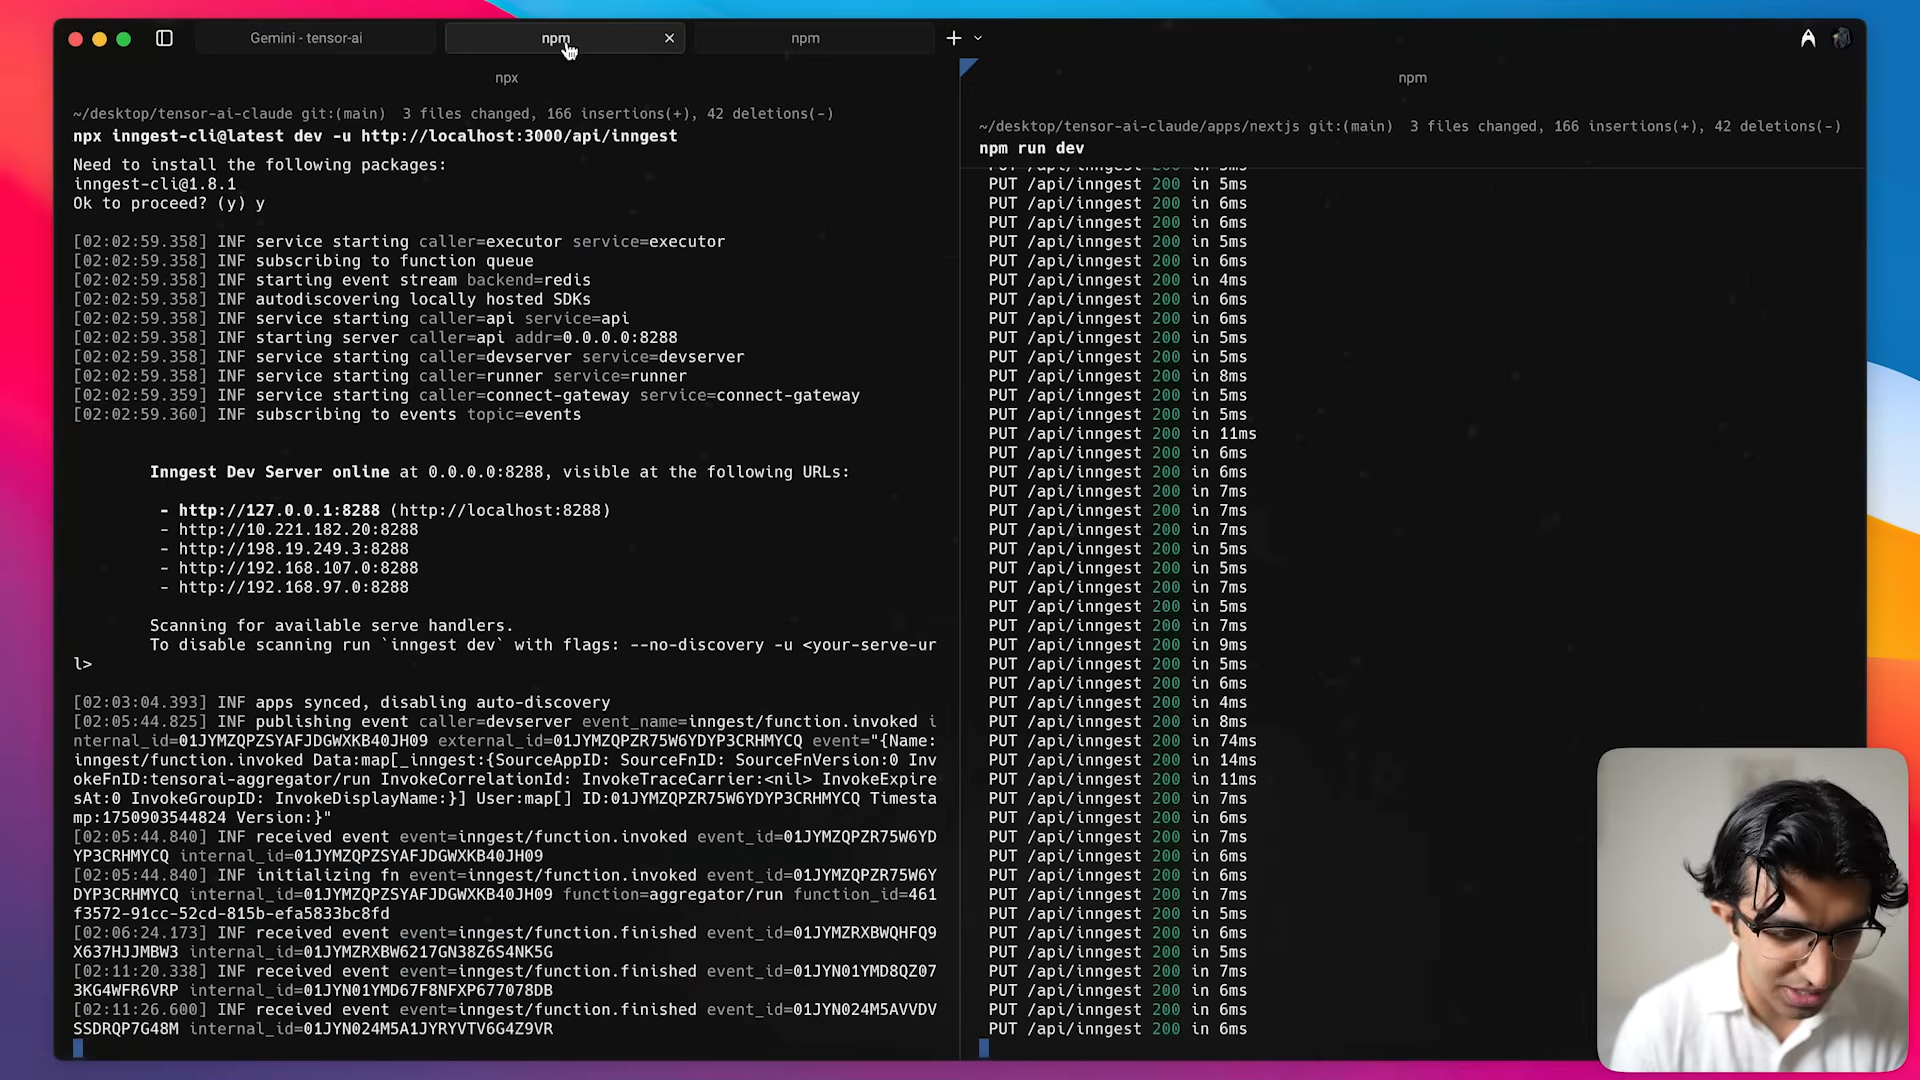 Gemini - tensor-ai
npm
npm
npx
~/desktop/tensor-ai-claude git:(main)  3 files changed, 166 insertions(+), 42 deletions(-)
npx inngest-cli@latest dev -u http://localhost:3000/api/inngest
Need to install the following packages:
inngest-cli@1.8.1
Ok to proceed? (y) y
[02:02:59.358] INF service starting caller=executor service=executor
[02:02:59.358] INF subscribing to function queue
[02:02:59.358] INF starting event stream backend=redis
[02:02:59.358] INF autodiscovering locally hosted SDKs
[02:02:59.358] INF service starting caller=api service=api
[02:02:59.358] INF starting server caller=api addr=0.0.0.0:8288
[02:02:59.358] INF service starting caller=devserver service=devserver
[02:02:59.358] INF service starting caller=runner service=runner
[02:02:59.359] INF service starting caller=connect-gateway service=connect-gateway
[02:02:59.360] INF subscribing to events topic=events
Inngest Dev Server online at 0.0.0.0:8288, visible at the following URLs:
- http://127.0.0.1:8288 (http://localhost:8288)
- http://10.221.182.20:8288
- http://198.19.249.3:8288
- http://192.168.107.0:8288
- http://192.168.97.0:8288
Scanning for available serve handlers.
To disable scanning run `inngest dev` with flags: --no-discovery -u <your-serve-ur
l>
[02:03:04.393] INF apps synced, disabling auto-discovery
[02:05:44.825] INF publishing event caller=devserver event_name=inngest/function.invoked i
nternal_id=01JYMZQPZSYAFJDGWXKB40JH09 external_id=01JYMZQPZR75W6YDYP3CRHMYCQ event="{Name:
inngest/function.invoked Data:map[_inngest:{SourceAppID: SourceFnID: SourceFnVersion:0 Inv
okeFnID:tensorai-aggregator/run InvokeCorrelationId: InvokeTraceCarrier:<nil> InvokeExpire
sAt:0 InvokeGroupID: InvokeDisplayName:}] User:map[] ID:01JYMZQPZR75W6YDYP3CRHMYCQ Timesta
mp:1750903544824 Version:}"
[02:05:44.840] INF received event event=inngest/function.invoked event_id=01JYMZQPZR75W6YD
YP3CRHMYCQ internal_id=01JYMZQPZSYAFJDGWXKB40JH09
[02:05:44.840] INF initializing fn event=inngest/function.invoked event_id=01JYMZQPZR75W6Y
DYP3CRHMYCQ internal_id=01JYMZQPZSYAFJDGWXKB40JH09 function=aggregator/run function_id=461
f3572-91cc-52cd-815b-efa5833bc8fd
[02:06:24.173] INF received event event=inngest/function.finished event_id=01JYMZRXBWQHFQ9
X637HJJMBW3 internal_id=01JYMZRXBW6217GN38Z6S4NK5G
[02:11:20.338] INF received event event=inngest/function.finished event_id=01JYN01YMD8QZ07
3KG4WFR6VRP internal_id=01JYN01YMD67F8NFXP677078DB
[02:11:26.600] INF received event event=inngest/function.finished event_id=01JYN024M5AVVDV
SSDRQP7G48M internal_id=01JYN024M5A1JYRYVTV6G4Z9VR
npm
~/desktop/tensor-ai-claude/apps/nextjs git:(main)  3 files changed, 166 insertions(+), 42 deletions(-)
npm run dev
PUT /api/inngest 200 in 5ms
PUT /api/inngest 200 in 6ms
PUT /api/inngest 200 in 6ms
PUT /api/inngest 200 in 5ms
PUT /api/inngest 200 in 6ms
PUT /api/inngest 200 in 4ms
PUT /api/inngest 200 in 6ms
PUT /api/inngest 200 in 6ms
PUT /api/inngest 200 in 5ms
PUT /api/inngest 200 in 5ms
PUT /api/inngest 200 in 8ms
PUT /api/inngest 200 in 5ms
PUT /api/inngest 200 in 5ms
PUT /api/inngest 200 in 11ms
PUT /api/inngest 200 in 6ms
PUT /api/inngest 200 in 6ms
PUT /api/inngest 200 in 7ms
PUT /api/inngest 200 in 7ms
PUT /api/inngest 200 in 7ms
PUT /api/inngest 200 in 5ms
PUT /api/inngest 200 in 5ms
PUT /api/inngest 200 in 7ms
PUT /api/inngest 200 in 5ms
PUT /api/inngest 200 in 7ms
PUT /api/inngest 200 in 9ms
PUT /api/inngest 200 in 5ms
PUT /api/inngest 200 in 6ms
PUT /api/inngest 200 in 4ms
PUT /api/inngest 200 in 8ms
PUT /api/inngest 200 in 74ms
PUT /api/inngest 200 in 14ms
PUT /api/inngest 200 in 11ms
PUT /api/inngest 200 in 7ms
PUT /api/inngest 200 in 6ms
PUT /api/inngest 200 in 7ms
PUT /api/inngest 200 in 6ms
PUT /api/inngest 200 in 6ms
PUT /api/inngest 200 in 7ms
PUT /api/inngest 200 in 5ms
PUT /api/inngest 200 in 6ms
PUT /api/inngest 200 in 5ms
PUT /api/inngest 200 in 7ms
PUT /api/inngest 200 in 6ms
PUT /api/inngest 200 in 6ms
PUT /api/inngest 200 in 6ms